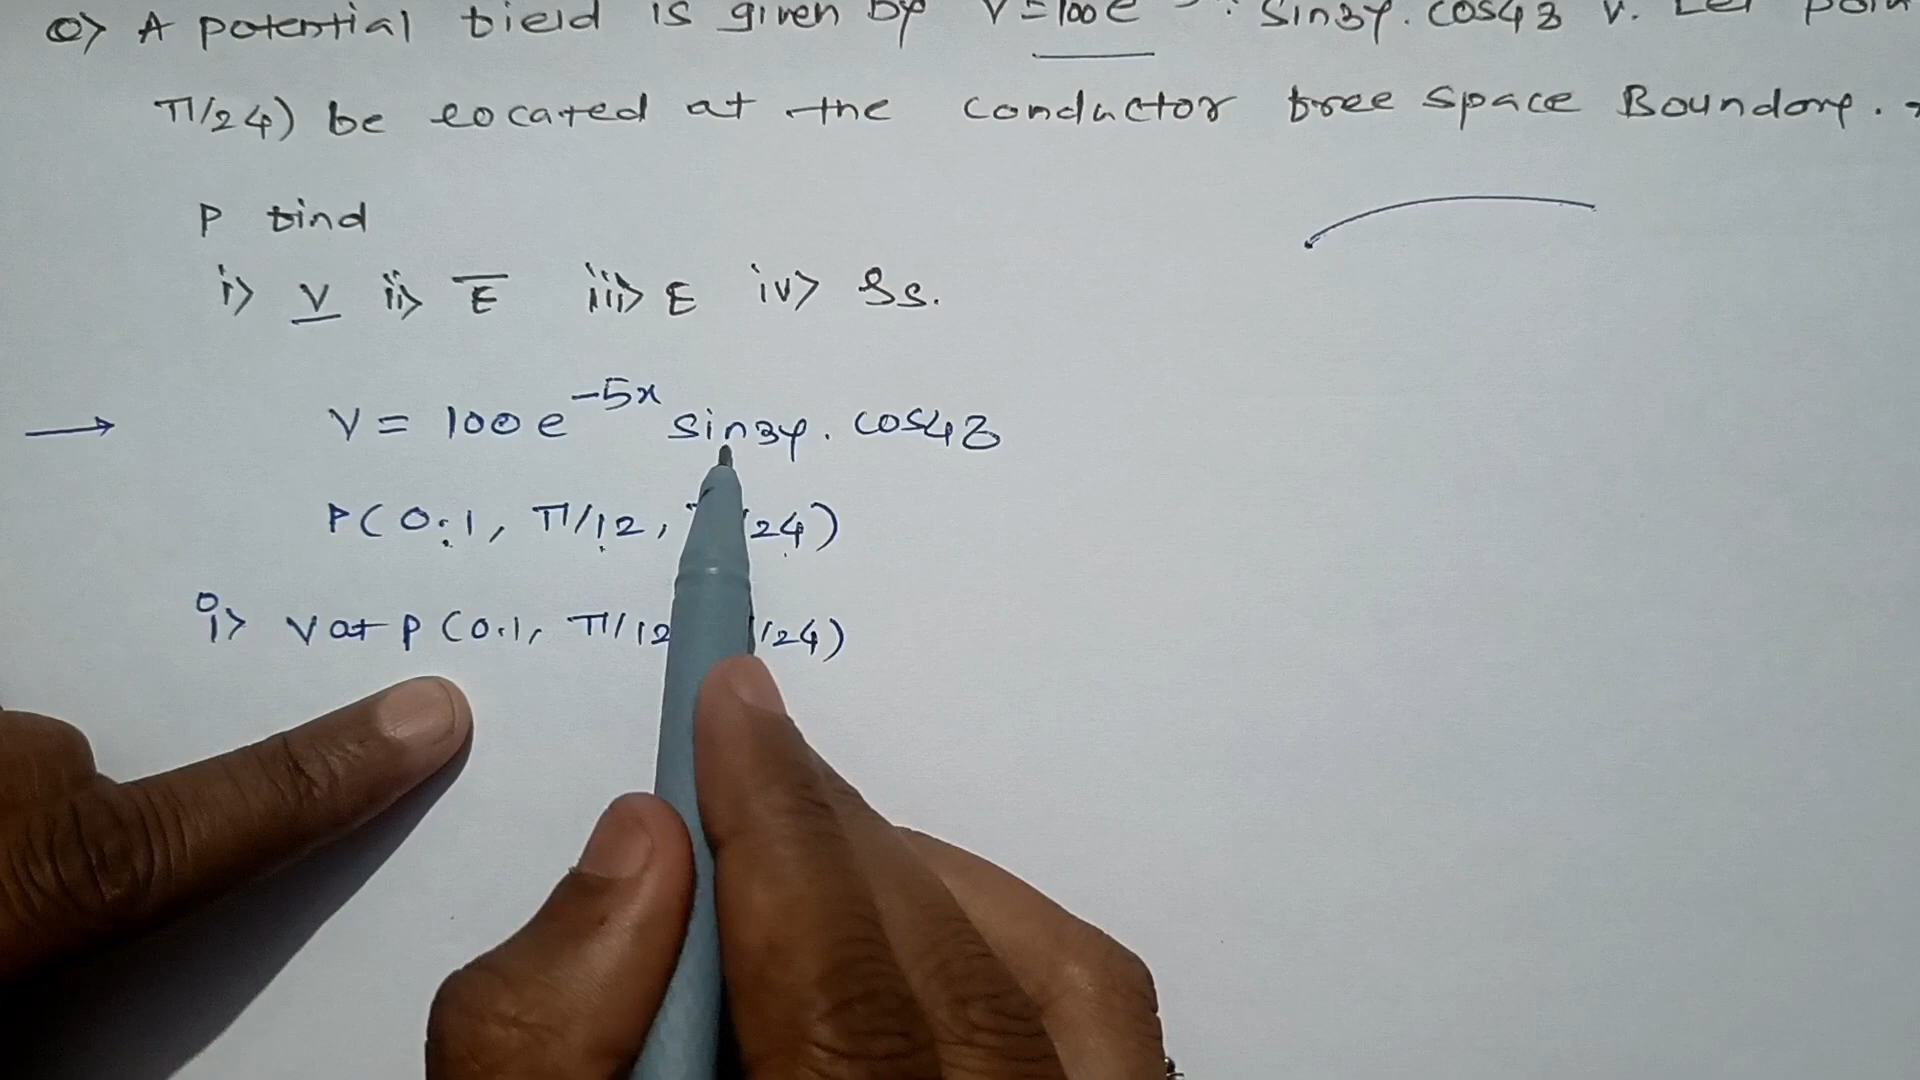 Q> A potential field is given by V = 100e sin3y. cos4z v. Let
π/24) be located at the conductor free space Boundary.
P find
i> V ii> E̅ iii> E iv> ρs.
→ V = 100 e^-5x sin3y. cos4z
P(0.1, π/12, /24)
i> V at P (0.1, π/12 /24)